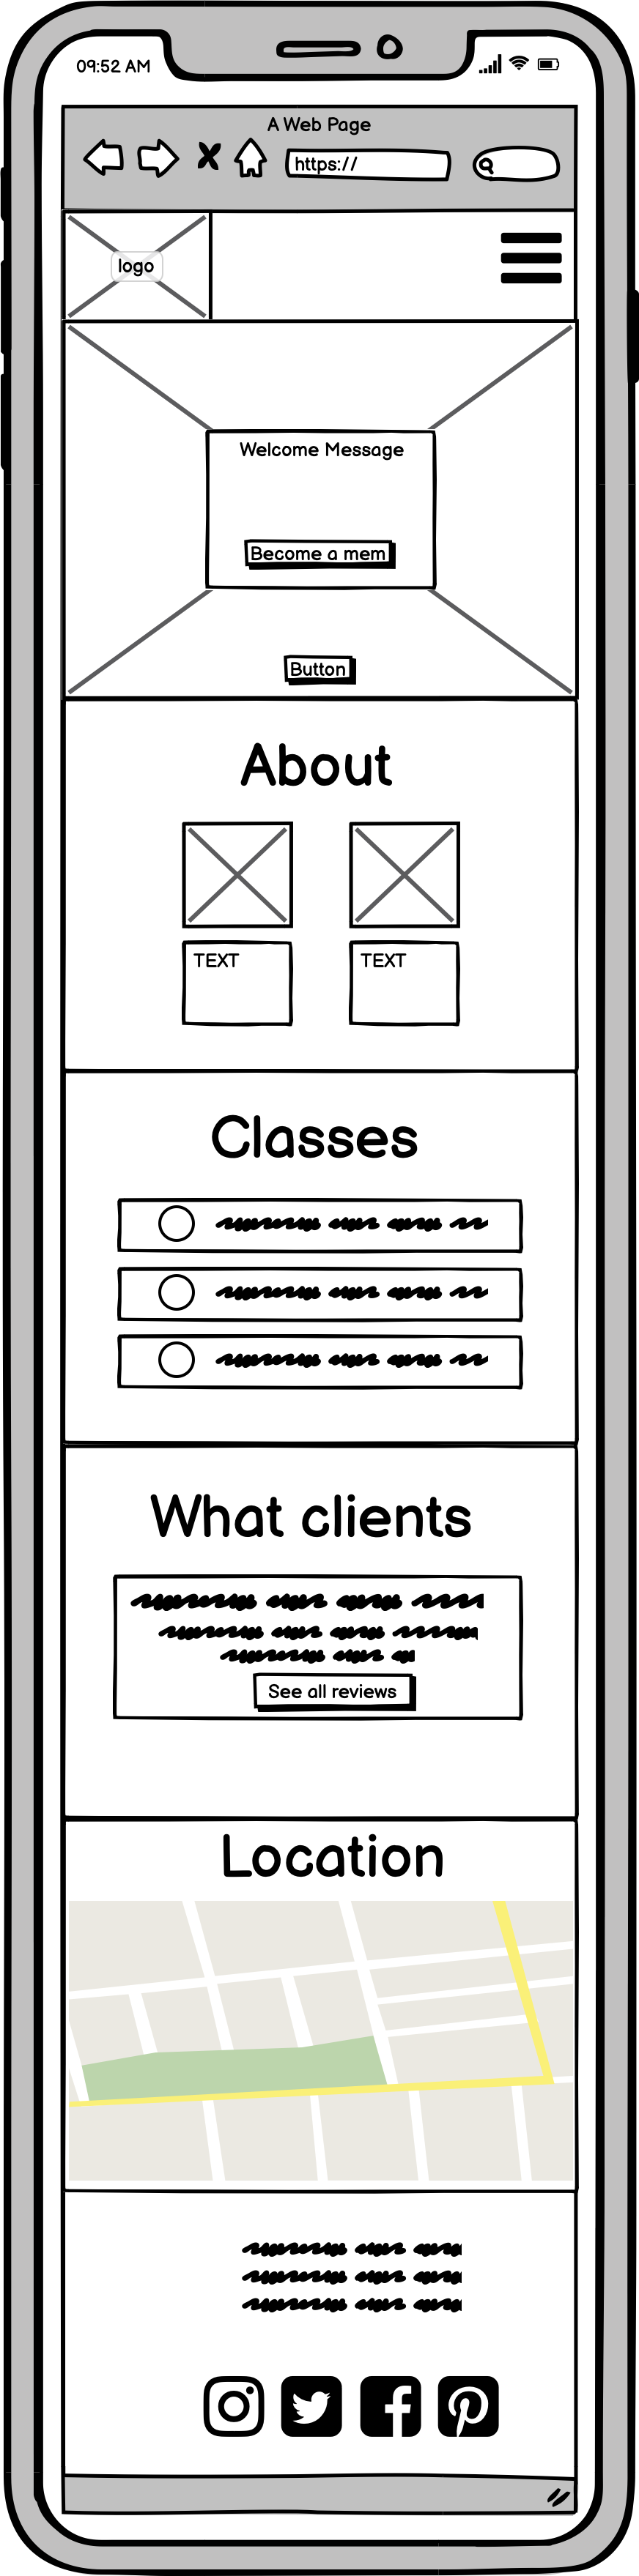 09:52 AM
A Web Page
https://
logo
Welcome Message
Become a mem
Button
About
TEXT
TEXT
Classes
What clients
See all reviews
Location